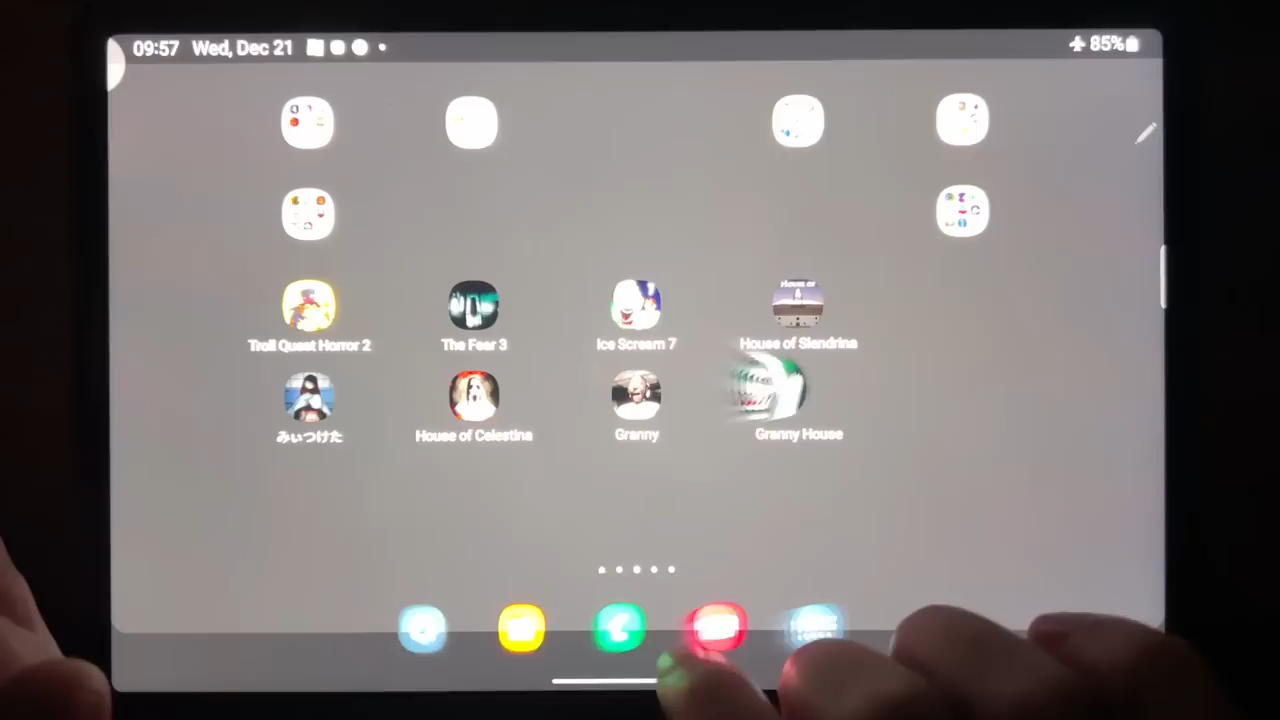 09:57 Wed, Dec 21
85%
Troll Quest Horror 2
The Fear 3
Ice Scream 7
House of Slendrina
みぃつけた
House of Celestina
Granny
Granny House